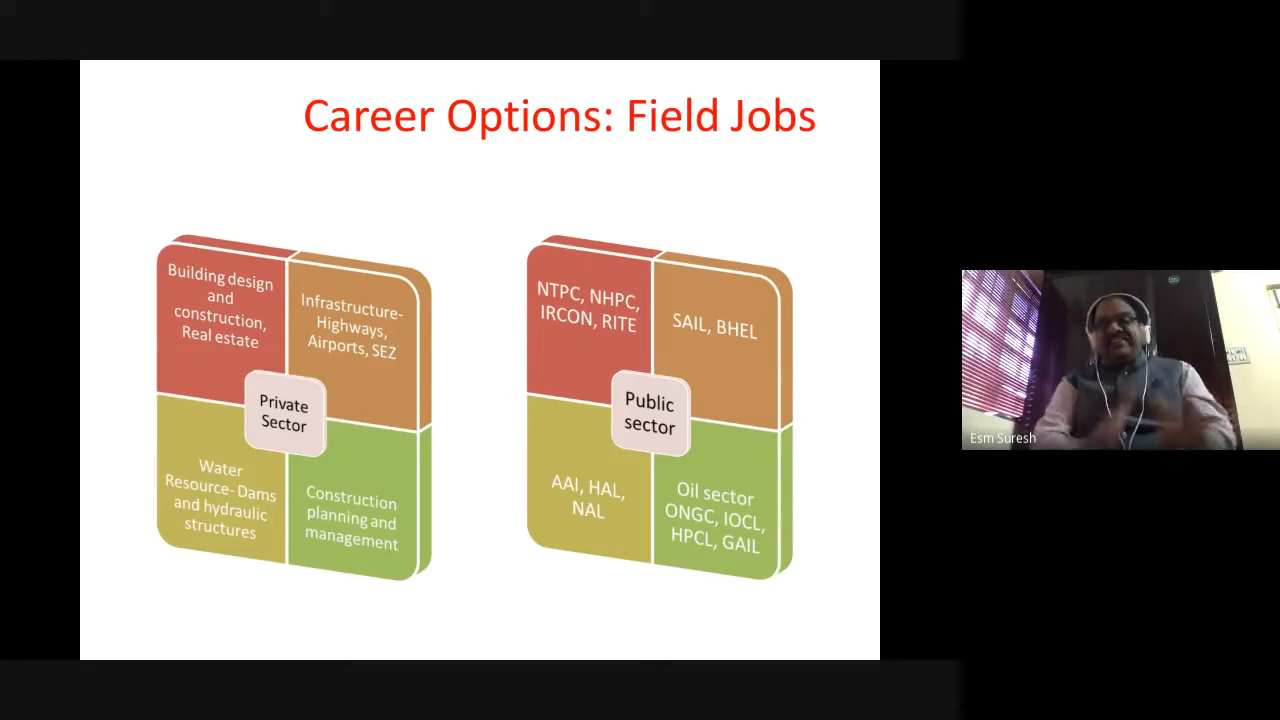 Career Options: Field Jobs
Building design
and
construction,
Real estate
Infrastructure-
Highways,
Airports, SEZ
Private
Sector
Water
Resource- Dams
and hydraulic
structures
Construction
planning and
management
NTPC, NHPC,
IRCON, RITE
SAIL, BHEL
Public
sector
AAI, HAL,
NAL
Oil sector
ONGC, IOCL,
HPCL, GAIL
Esm Suresh